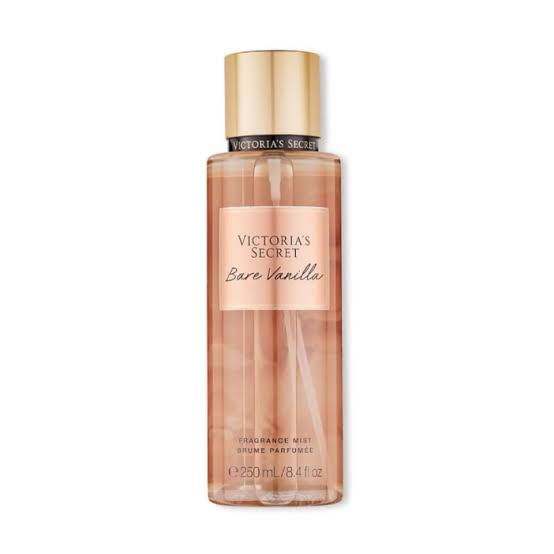 VICTORIA'S SECRET
VICTORIA'S
SECRET
Bare Vanilla
FRAGRANCE MIST
BRUME PARFUMÉE
℮ 250 mL/8.4 fl oz